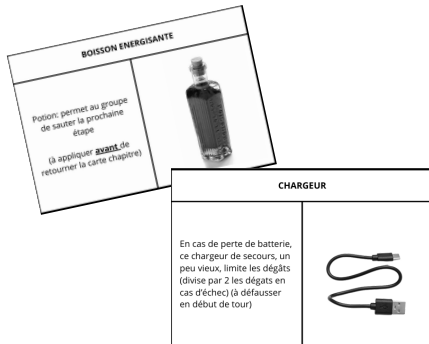 BOISSON ENERGISANTE
Potion: permet au groupe
de sauter la prochaine
étape
(à appliquer avant de
retourner la carte chapitre)
CHARGEUR
En cas de perte de batterie,
ce chargeur de secours, un
peu vieux, limite les dégâts
(divise par 2 les dégats en
cas d'échec) (à défausser
en début de tour)